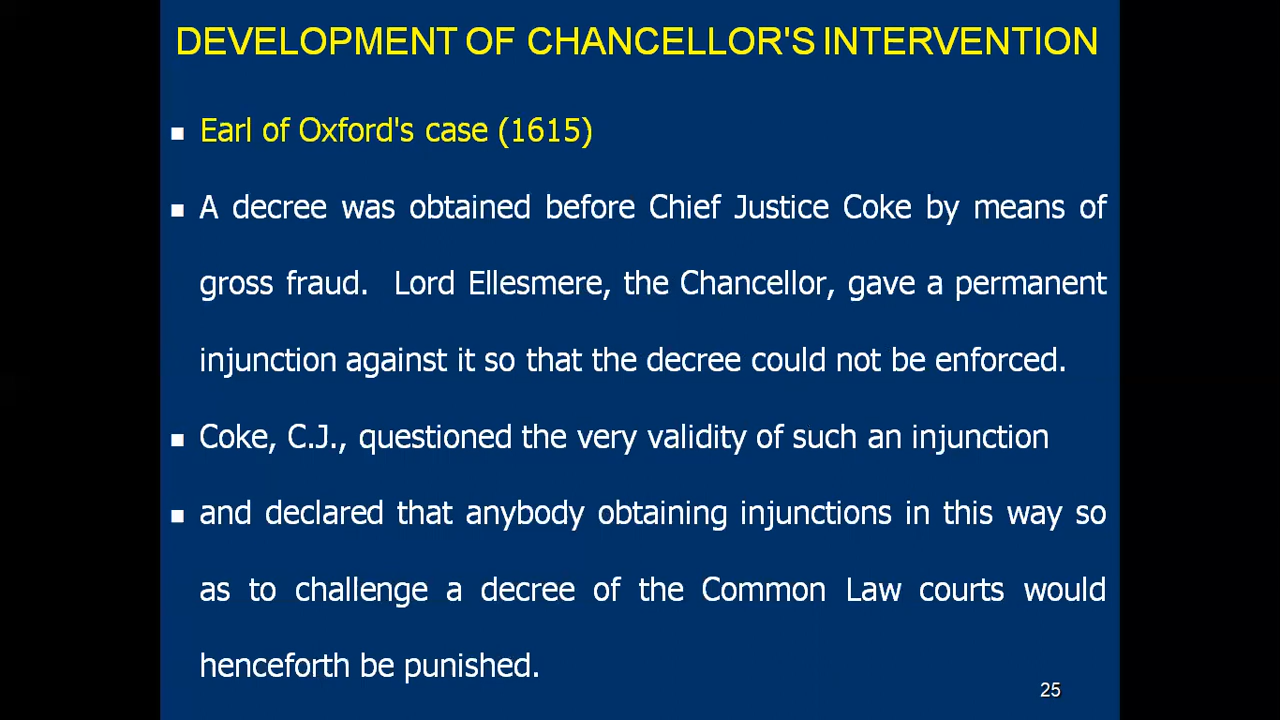 DEVELOPMENT OF CHANCELLOR'S INTERVENTION
Earl of Oxford's case (1615)
A decree was obtained before Chief Justice Coke by means of
gross fraud. Lord Ellesmere, the Chancellor, gave a permanent
injunction against it so that the decree could not be enforced.
Coke, C.J., questioned the very validity of such an injunction
and declared that anybody obtaining injunctions in this way so
as to challenge a decree of the Common Law courts would
henceforth be punished.
25